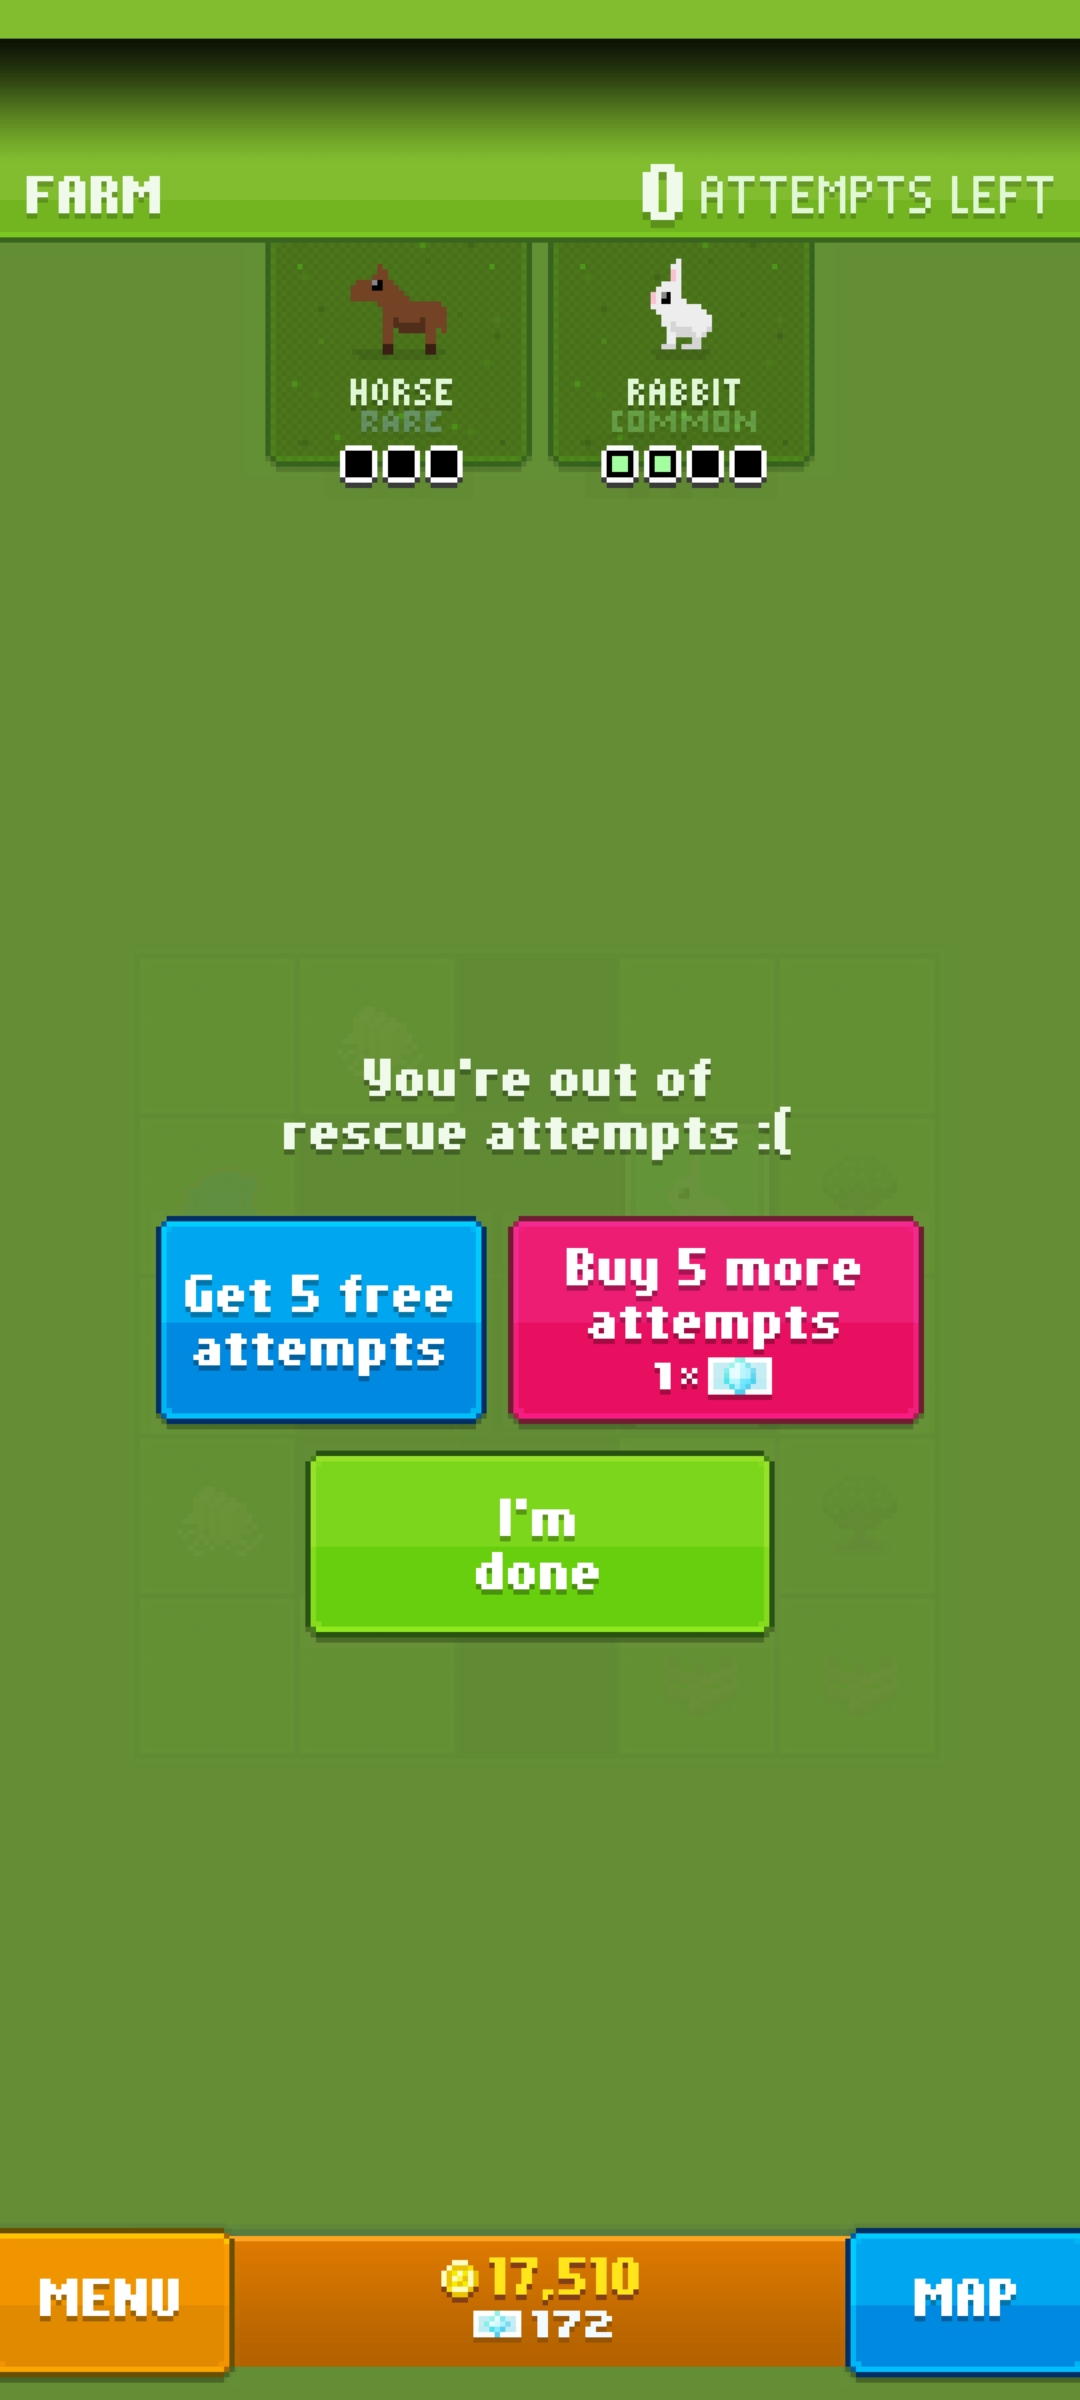 FARM
0 ATTEMPTS LEFT
HORSE
RARE
RABBIT
COMMON
You're out of
rescue attempts :(
Get 5 free
attempts
Buy 5 more
attempts
1×
I'm
done
MENU
17,510
172
MAP